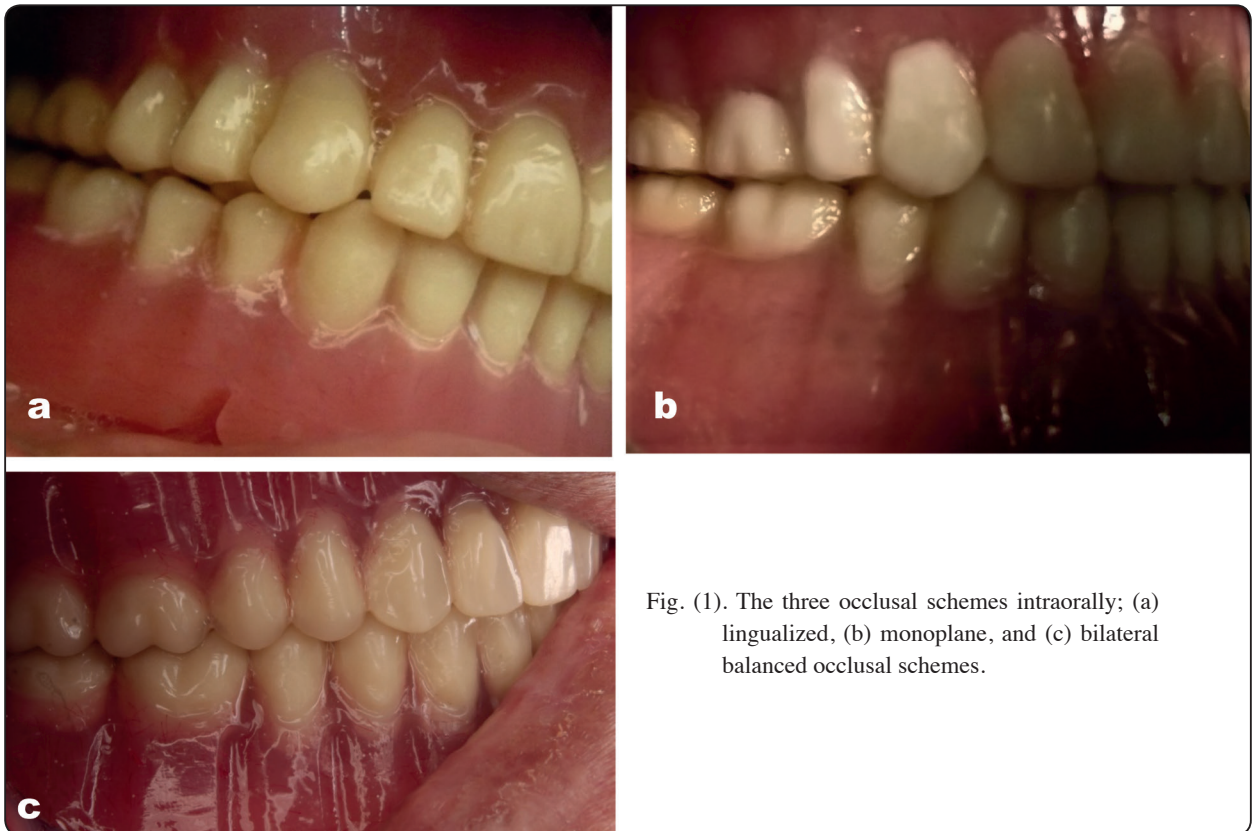 a
b
Fig. (1). The three occlusal schemes intraorally; (a)
lingualized, (b) monoplane, and (c) bilateral
balanced occlusal schemes.
c